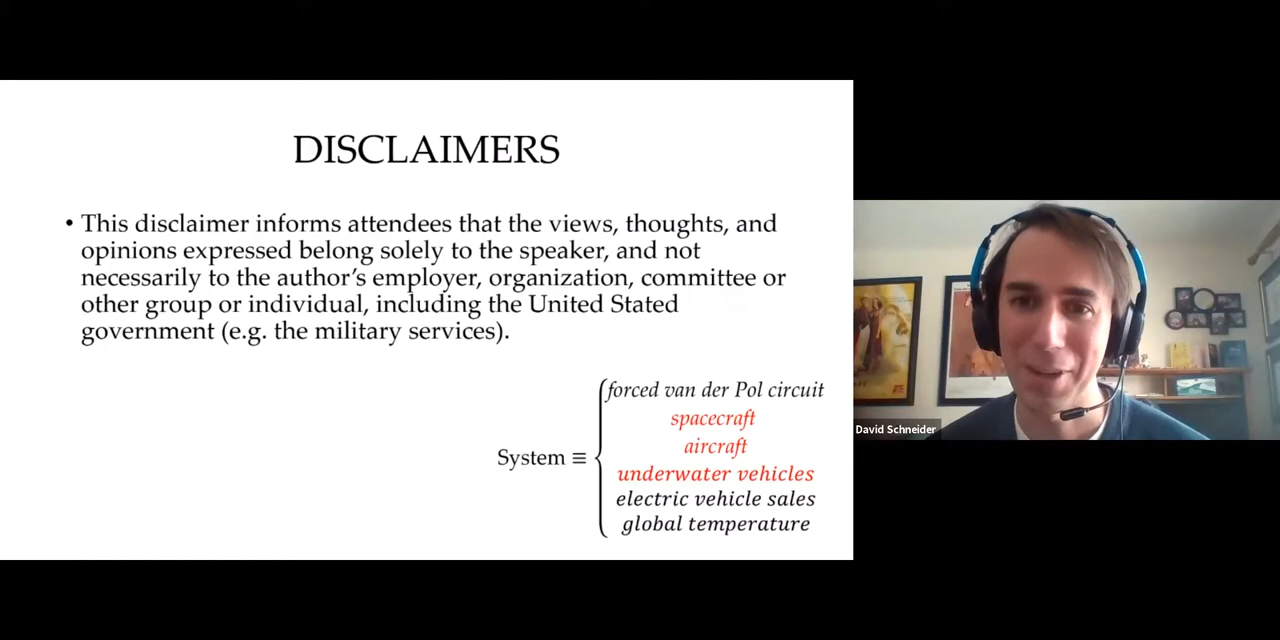 DISCLAIMERS
• This disclaimer informs attendees that the views, thoughts, and
opinions expressed belong solely to the speaker, and not
necessarily to the author's employer, organization, committee or
other group or individual, including the United Stated
government (e.g. the military services).
forced van der Pol circuit
spacecraft
aircraft
System ≡
underwater vehicles
electric vehicle sales
global temperature
David Schneider